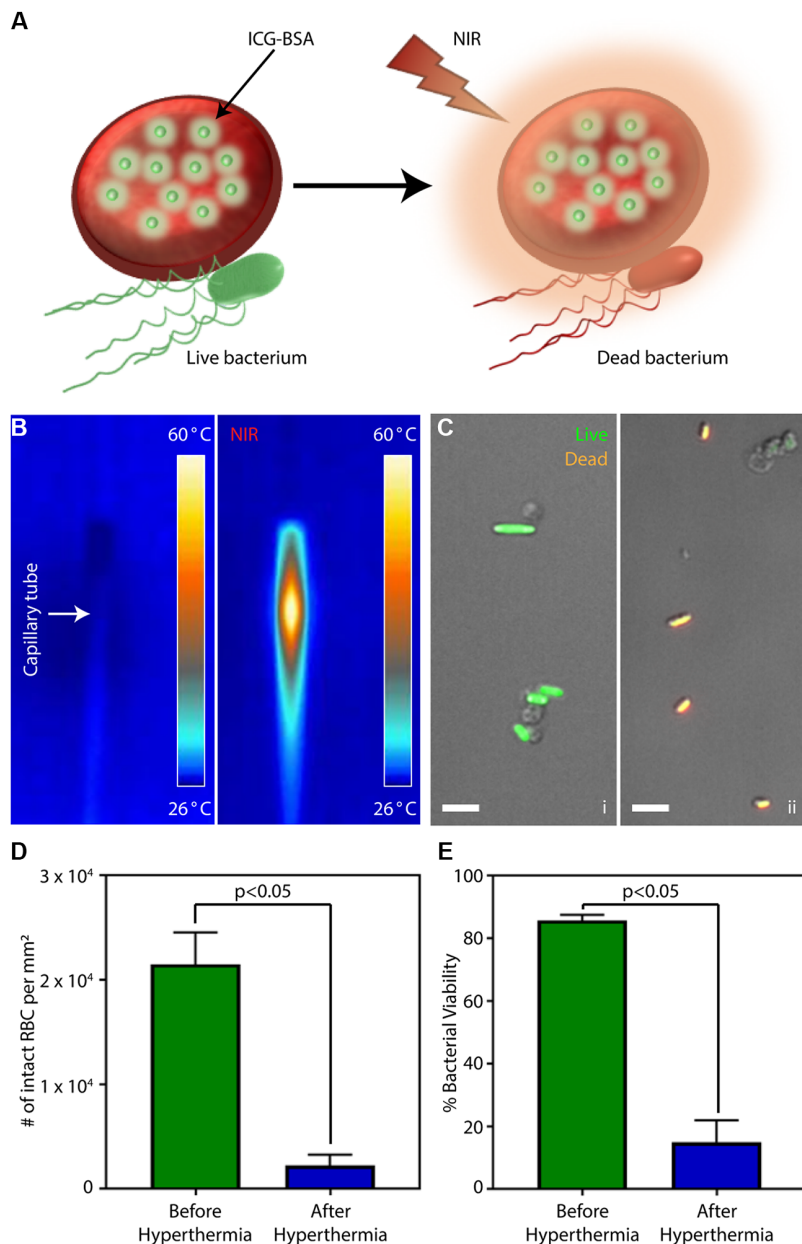 A
ICG-BSA
NIR
Live bacterium
Dead bacterium
B
60°C
NIR
60°C
Capillary tube
26°C
26°C
C
Live
Dead
i
ii
D
3 x 10⁴
2 x 10⁴
1 x 10⁴
0
# of intact RBC per mm²
p<0.05
Before
Hyperthermia
After
Hyperthermia
E
100
80
60
40
20
0
% Bacterial Viability
p<0.05
Before
Hyperthermia
After
Hyperthermia